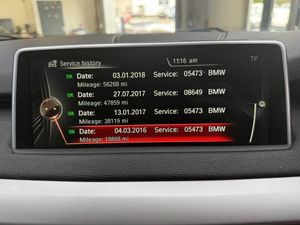 Service history
11:16 am
TP
OK Date: 03.01.2018 Service: 05473 BMW
Mileage: 56268 mi
OK Date: 27.07.2017 Service: 08649 BMW
Mileage: 47859 mi
OK Date: 13.01.2017 Service: 05473 BMW
Mileage: 38119 mi
OK Date: 04.03.2016 Service: 05473 BMW
Mileage: 18868 mi